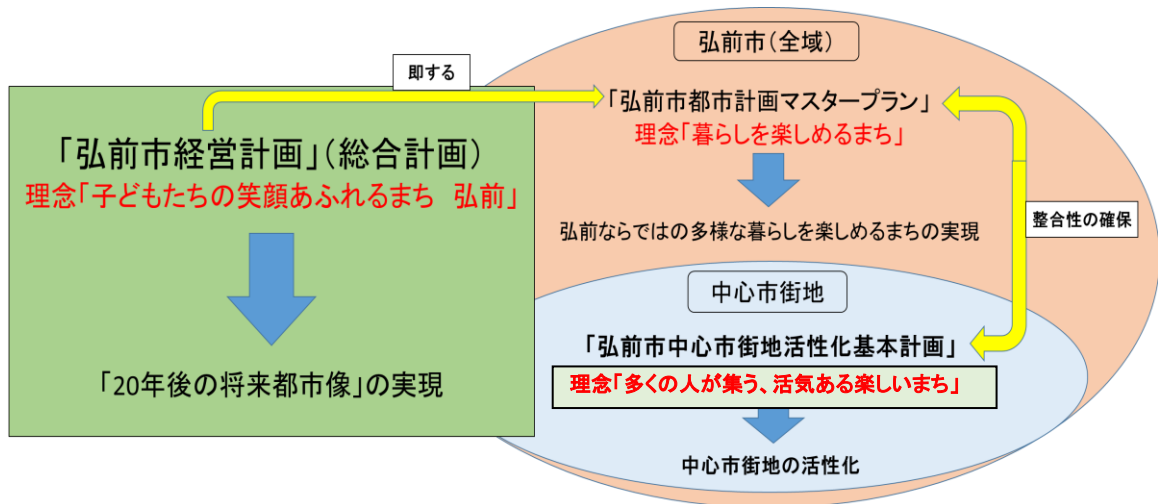 弘前市(全域)
即する
「弘前市都市計画マスタープラン」
理念「暮らしを楽しめるまち」
「弘前市経営計画」(総合計画)
理念「子どもたちの笑顔あふれるまち 弘前」
弘前ならではの多様な暮らしを楽しめるまちの実現
整合性の確保
中心市街地
「弘前市中心市街地活性化基本計画」
理念「多くの人が集う、活気ある楽しいまち」
「20年後の将来都市像」の実現
中心市街地の活性化